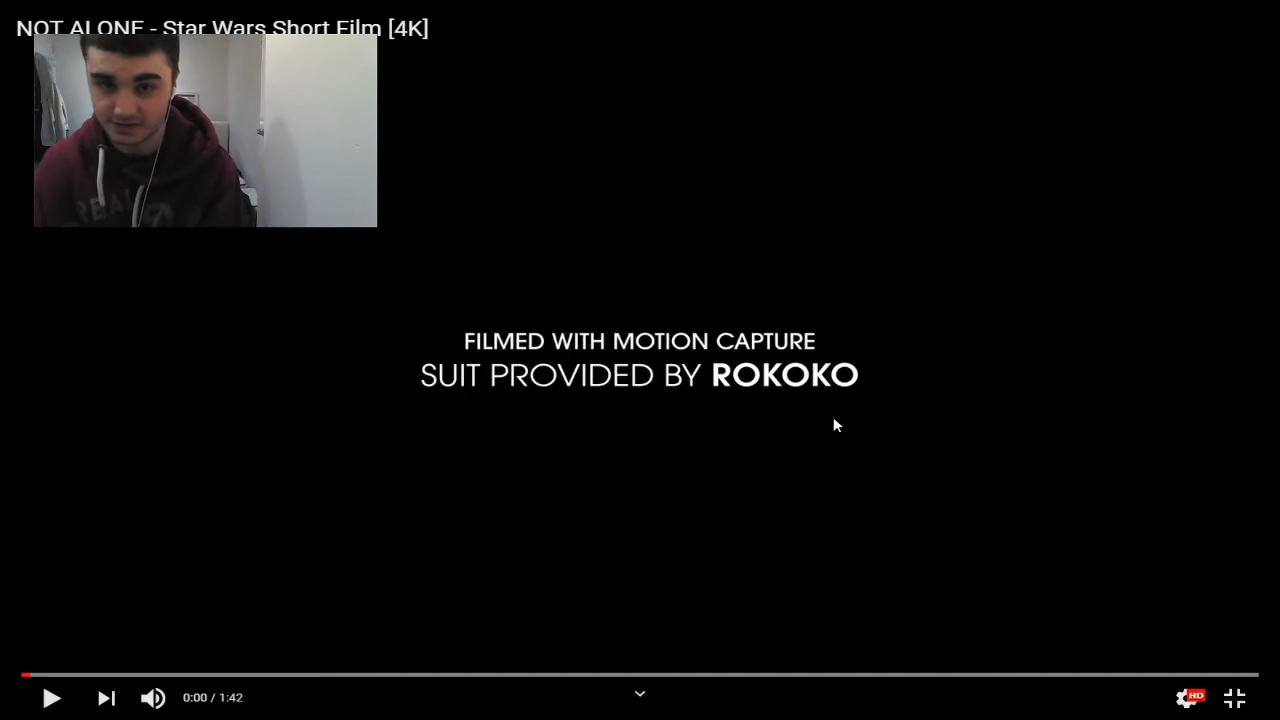 NOT ALONE - Star Wars Short Film [4K]
REAL
FILMED WITH MOTION CAPTURE
SUIT PROVIDED BY ROKOKO
0:00 / 1:42
HD